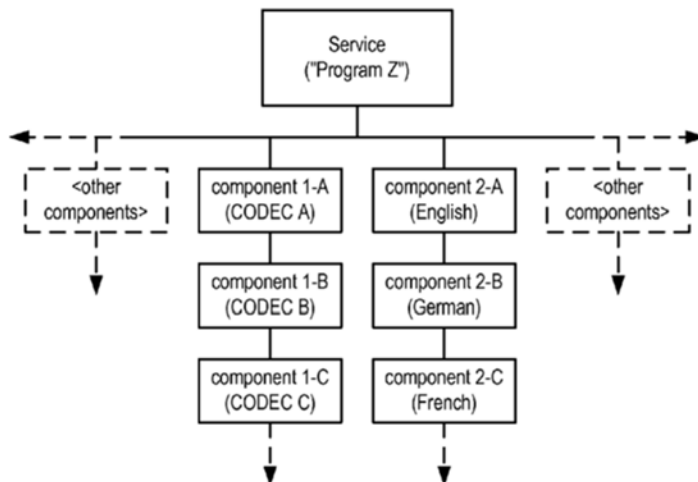 Service
("Program Z")
<other
components>
component 1-A
(CODEC A)
component 2-A
(English)
<other
components>
component 1-B
(CODEC B)
component 2-B
(German)
component 1-C
(CODEC C)
component 2-C
(French)